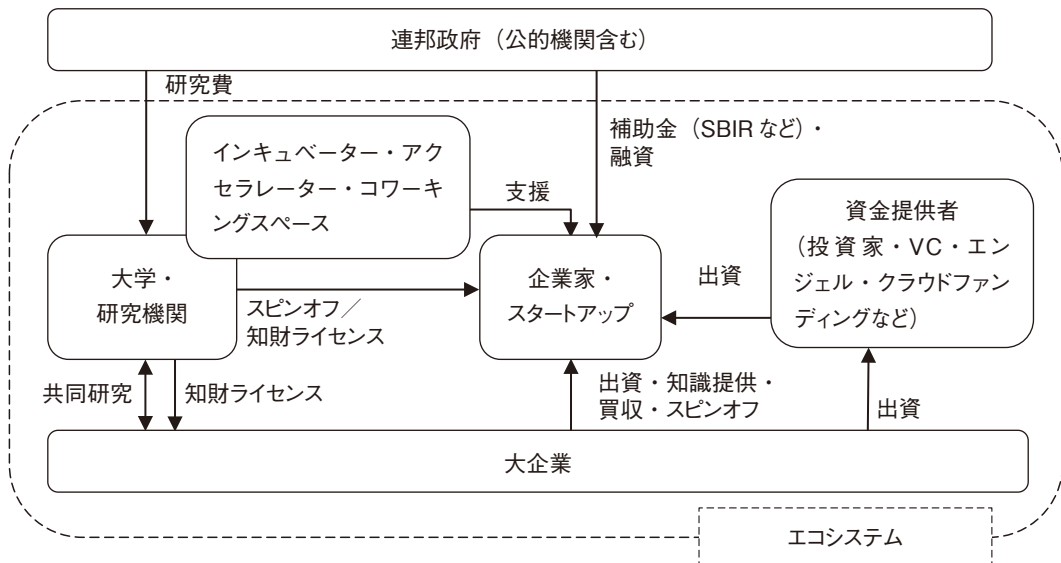 連邦政府（公的機関含む）
研究費
補助金（SBIR など）・
融資
インキュベーター・アク
セラレーター・コワーキ
ングスペース
支援
資金提供者
（投資家・VC・エン
ジェル・クラウドファン
ディングなど）
大学・
研究機関
スピンオフ／
知財ライセンス
企業家・
スタートアップ
出資
共同研究
知財ライセンス
出資・知識提供・
買収・スピンオフ
出資
大企業
エコシステム